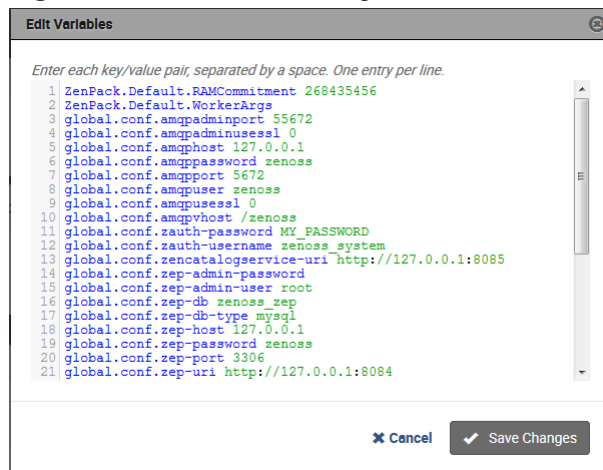 Edit Variables
Enter each key/value pair, separated by a space. One entry per line.
1 ZenPack.Default.RAMCommitment 268435456
2 ZenPack.Default.WorkerArgs
3 global.conf.amqpadminport 55672
4 global.conf.amqpadminusessl 0
5 global.conf.amqphost 127.0.0.1
6 global.conf.amqppassword zenoss
7 global.conf.amqpport 5672
8 global.conf.amqpuser zenoss
9 global.conf.amqpusessl 0
10 global.conf.amqpvhost /zenoss
11 global.conf.zauth-password MY_PASSWORD
12 global.conf.zauth-username zenoss_system
13 global.conf.zencatalogservice-uri http://127.0.0.1:8085
14 global.conf.zep-admin-password
15 global.conf.zep-admin-user root
16 global.conf.zep-db zenoss_zep
17 global.conf.zep-db-type mysql
18 global.conf.zep-host 127.0.0.1
19 global.conf.zep-password zenoss
20 global.conf.zep-port 3306
21 global.conf.zep-uri http://127.0.0.1:8084
Cancel
Save Changes